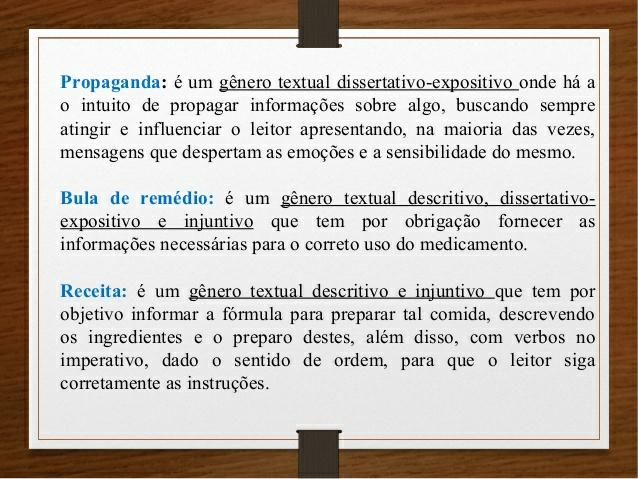 Propaganda: é um gênero textual dissertativo-expositivo onde há a
o intuito de propagar informações sobre algo, buscando sempre
atingir e influenciar o leitor apresentando, na maioria das vezes,
mensagens que despertam as emoções e a sensibilidade do mesmo.
Bula de remédio: é um gênero textual descritivo, dissertativo-
expositivo e injuntivo que tem por obrigação fornecer as
informações necessárias para o correto uso do medicamento.
Receita: é um gênero textual descritivo e injuntivo que tem por
objetivo informar a fórmula para preparar tal comida, descrevendo
os ingredientes e o preparo destes, além disso, com verbos no
imperativo, dado o sentido de ordem, para que o leitor siga
corretamente as instruções.